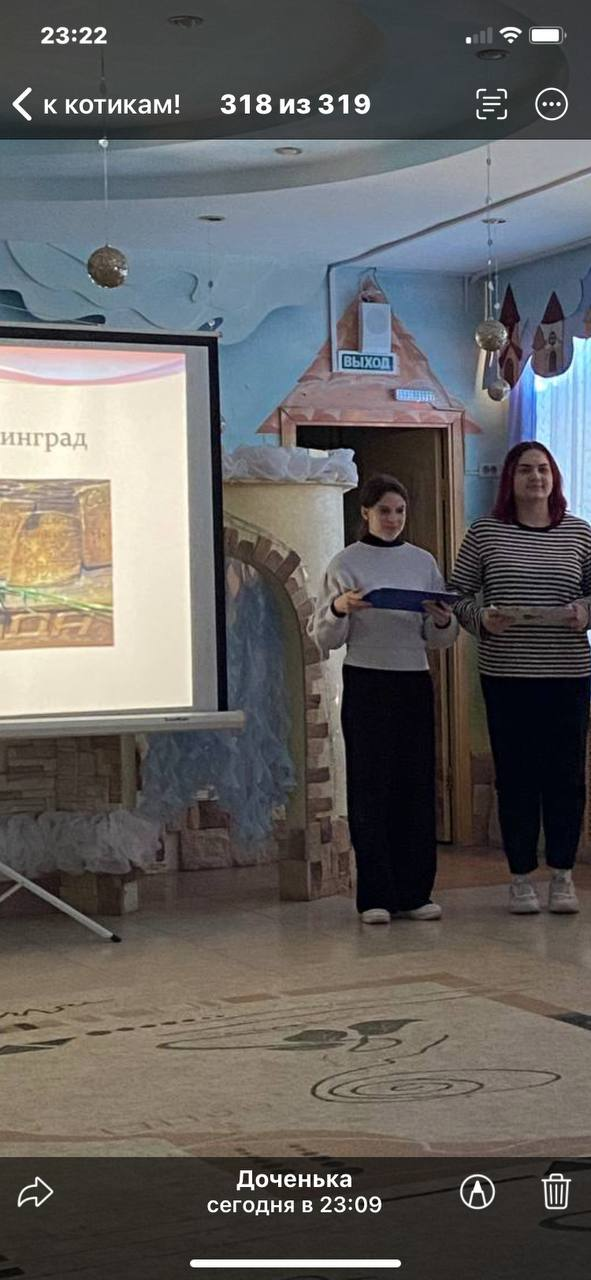 23:22
к котикам!
318 из 319
ВЫХОД
инград
Доченька
сегодня в 23:09